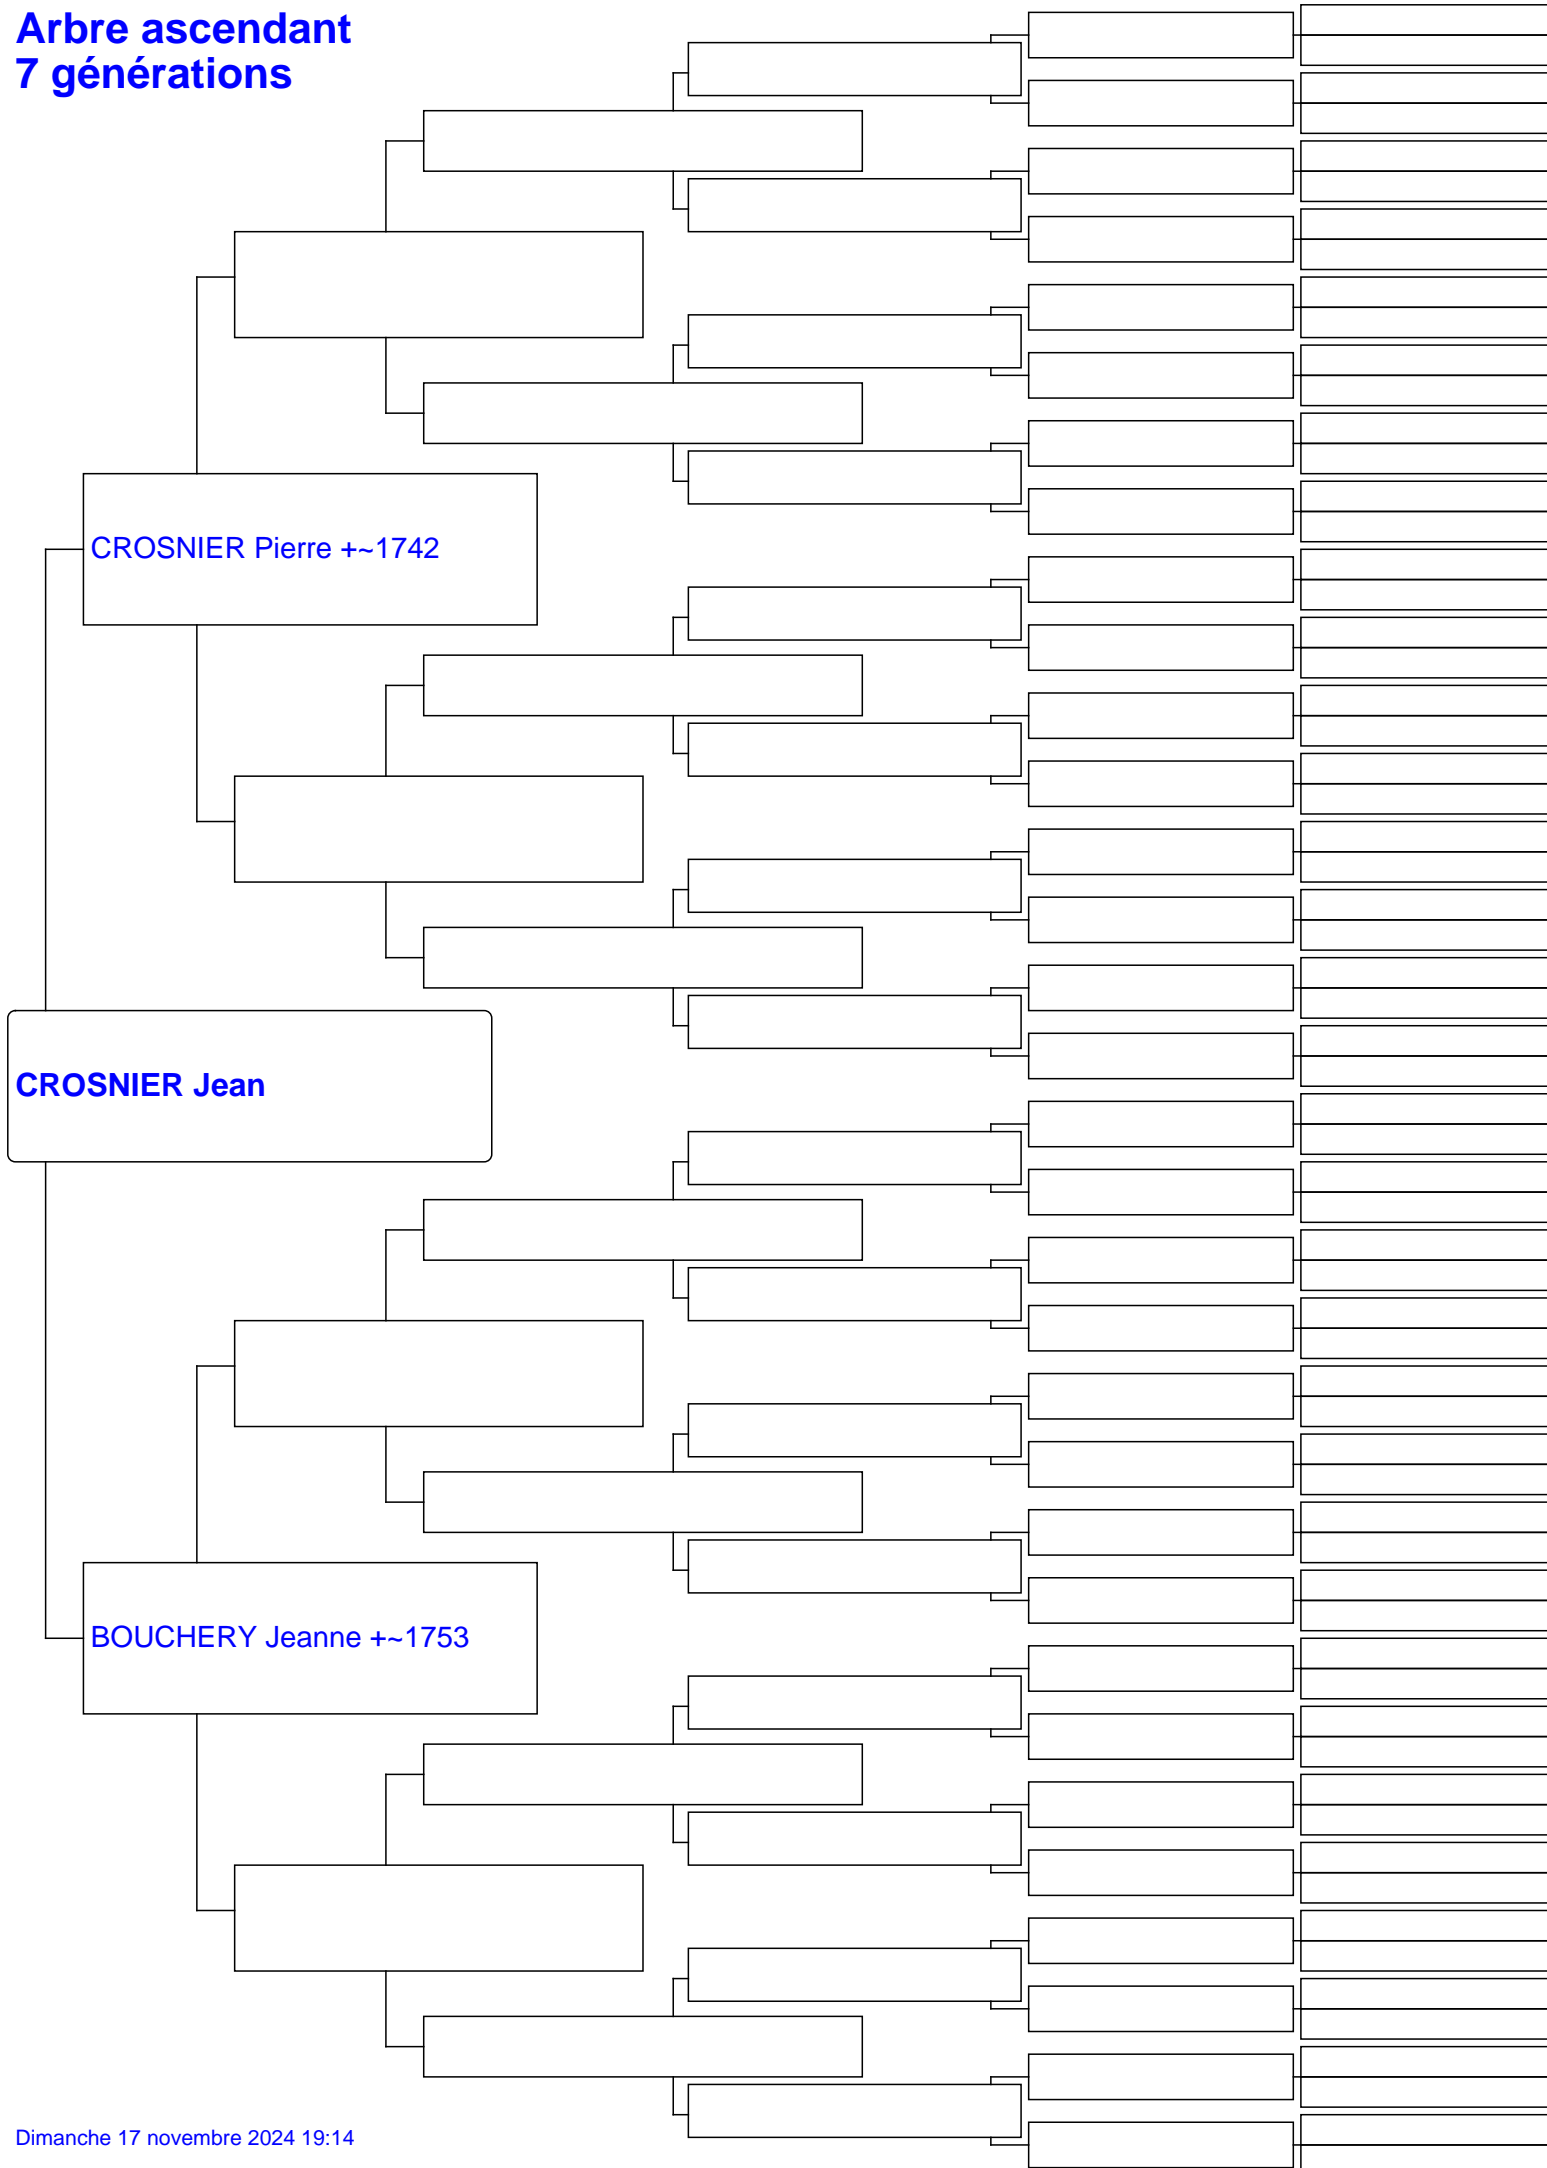 Arbre ascendant
7 générations
CROSNIER Pierre +~1742
CROSNIER Jean
BOUCHERY Jeanne +~1753
Dimanche 17 novembre 2024 19:14